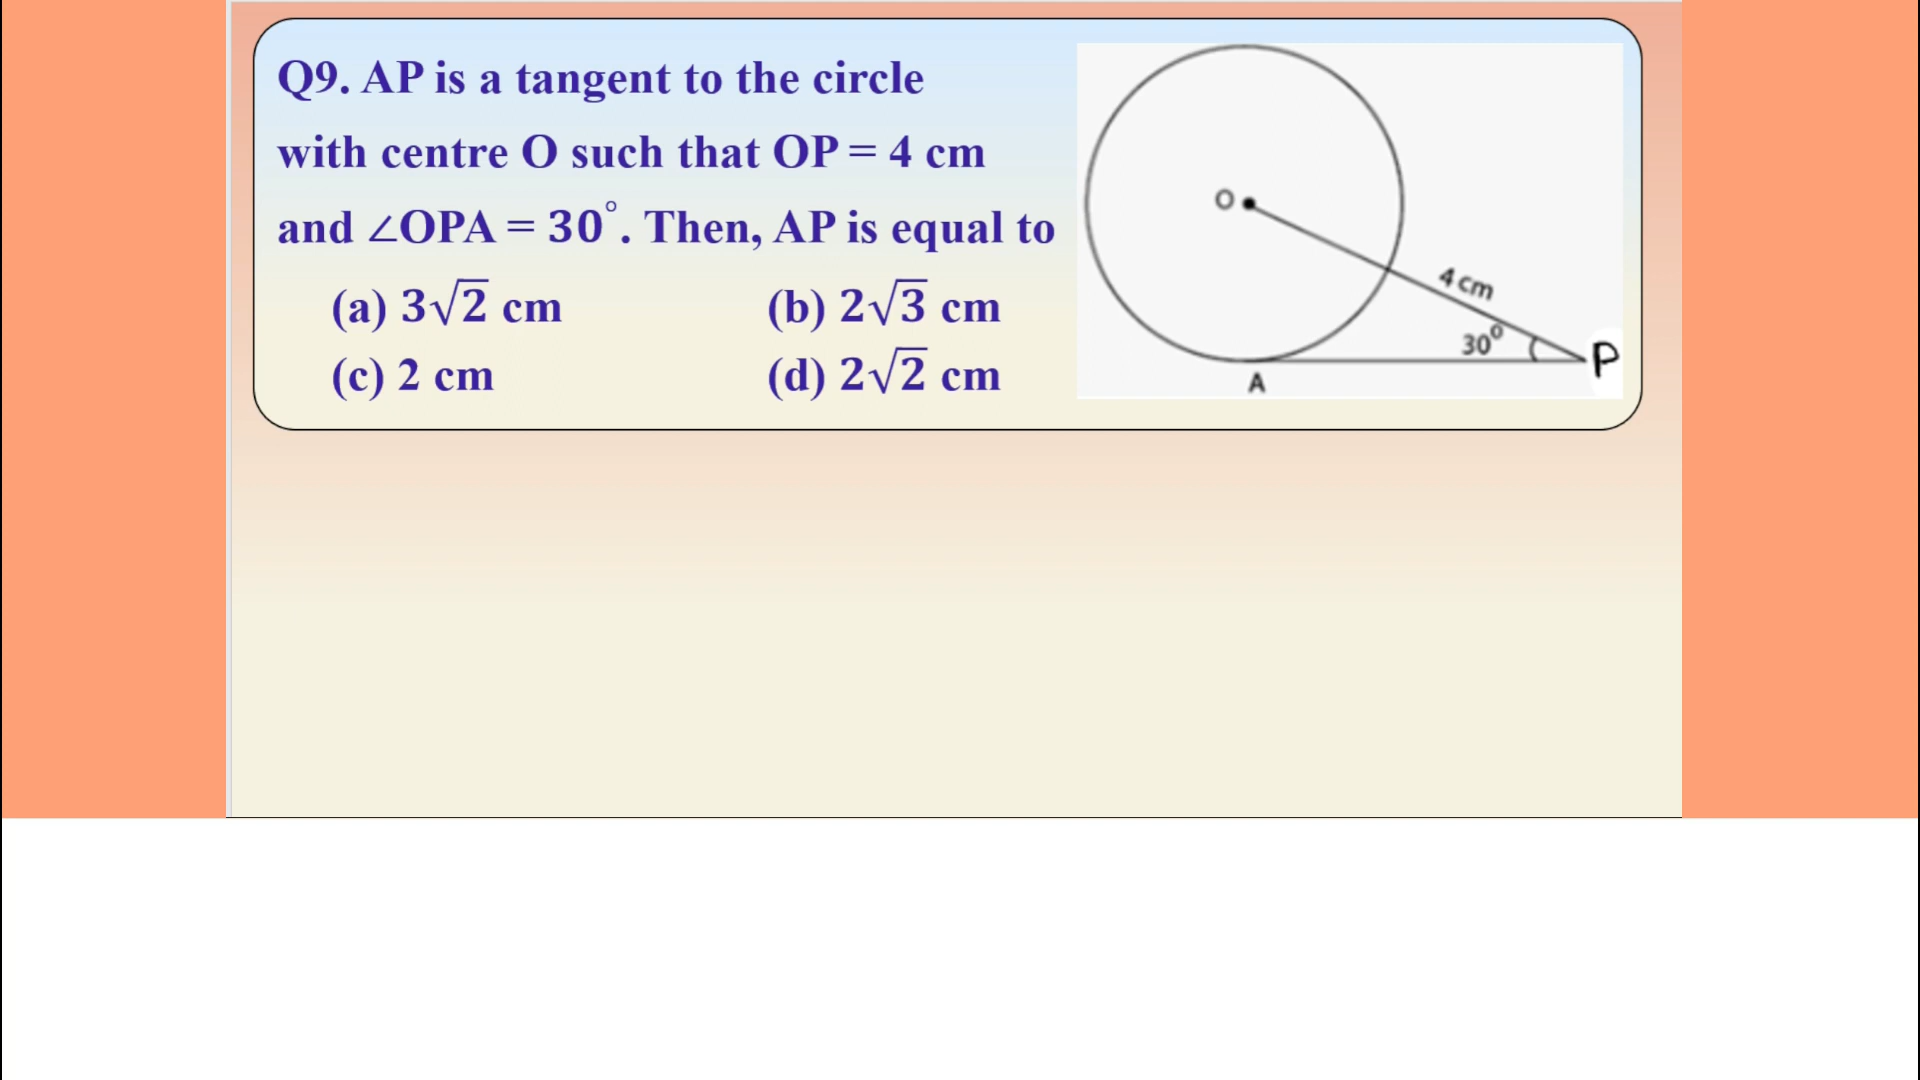 Q9. AP is a tangent to the circle
with centre O such that OP = 4 cm
and ∠OPA = 30°. Then, AP is equal to
(a) 3√2 cm (b) 2√3 cm
(c) 2 cm (d) 2√2 cm
O
4 cm
30°
P
A